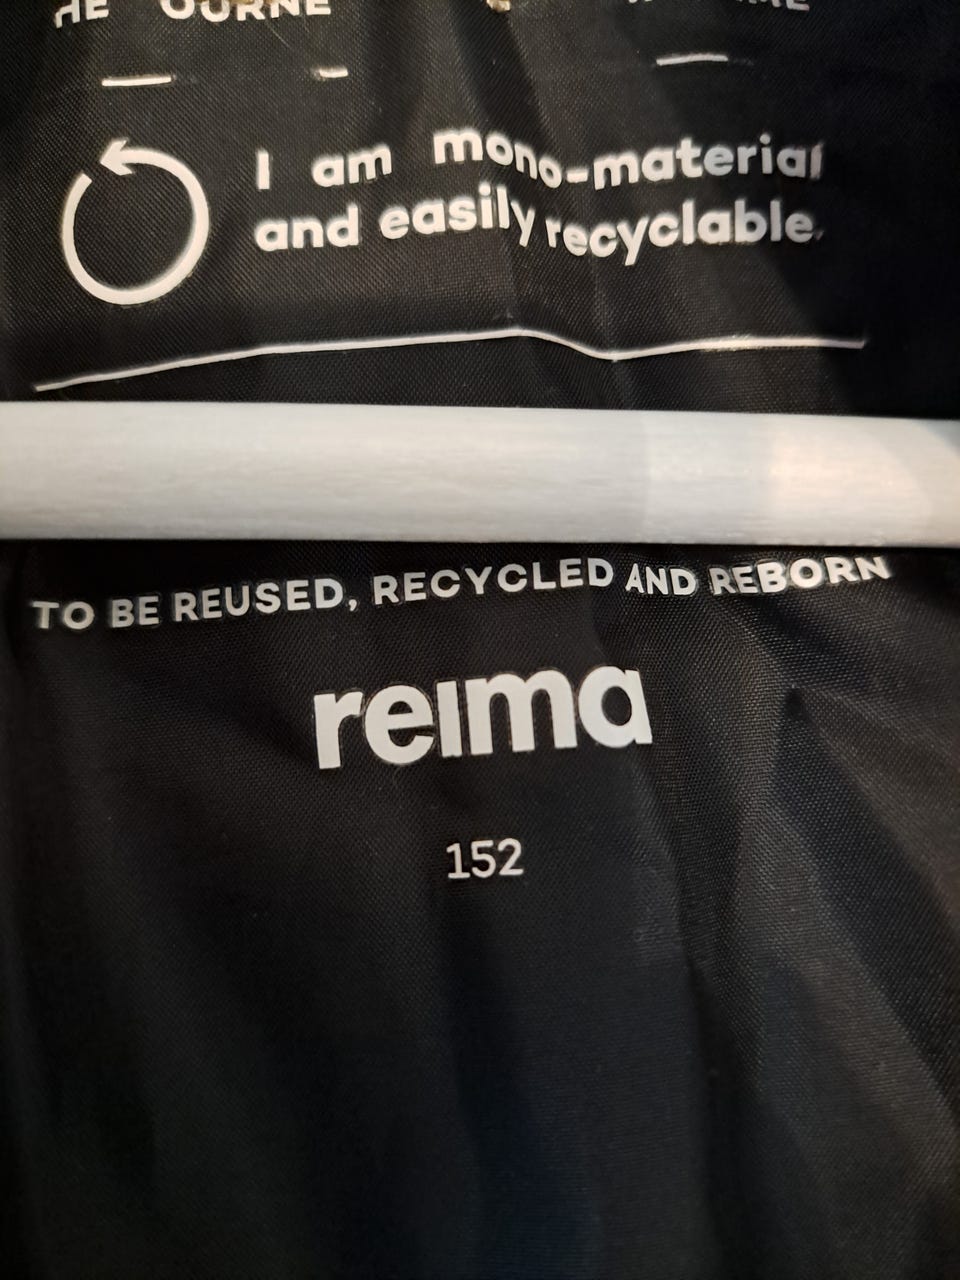 I am mono-material
and easily recyclable.
TO BE REUSED, RECYCLED AND REBORN
reima
152